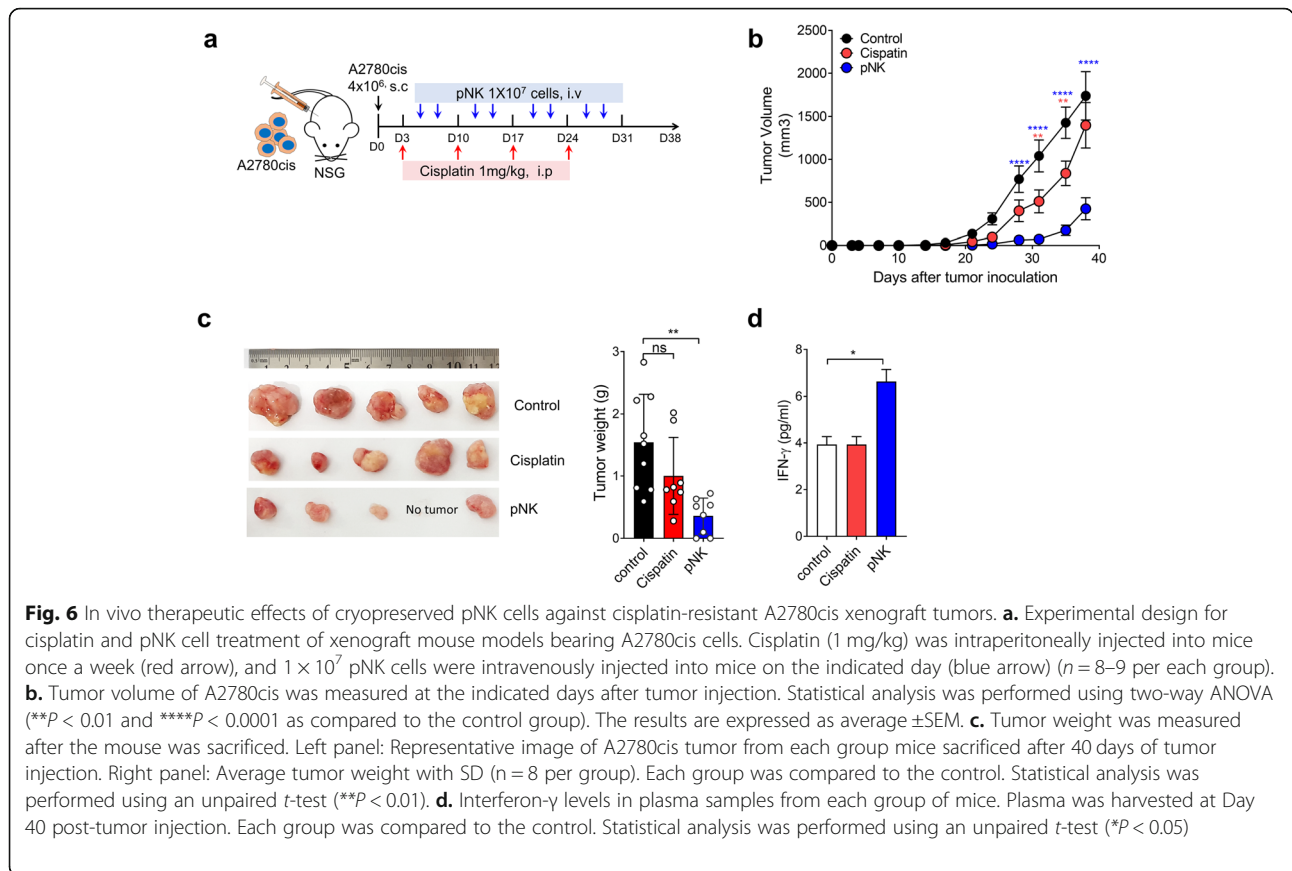 a
A2780cis
4x10⁶, s.c
pNK 1X10⁷ cells, i.v
D0
D3
D10
D17
D24
D31
D38
Cisplatin 1mg/kg, i.p
A2780cis
NSG
b
Control
Cispatin
pNK
Tumor Volume
(mm3)
2500
2000
1500
1000
500
0
****
****
**
****
**
****
0
10
20
30
40
Days after tumor inoculation
c
1
5
mm
7
8
9
10
11
12
Control
Cisplatin
No tumor
pNK
**
ns
Tumor weight (g)
3
2
1
0
control
Cispatin
pNK
d
*
IFN-γ (pg/ml)
8
6
4
2
0
control
Cispatin
pNK
Fig. 6 In vivo therapeutic effects of cryopreserved pNK cells against cisplatin-resistant A2780cis xenograft tumors. a. Experimental design for
cisplatin and pNK cell treatment of xenograft mouse models bearing A2780cis cells. Cisplatin (1 mg/kg) was intraperitoneally injected into mice
once a week (red arrow), and 1 × 10⁷ pNK cells were intravenously injected into mice on the indicated day (blue arrow) (n = 8–9 per each group).
b. Tumor volume of A2780cis was measured at the indicated days after tumor injection. Statistical analysis was performed using two-way ANOVA
(**P < 0.01 and ****P < 0.0001 as compared to the control group). The results are expressed as average ±SEM. c. Tumor weight was measured
after the mouse was sacrificed. Left panel: Representative image of A2780cis tumor from each group mice sacrificed after 40 days of tumor
injection. Right panel: Average tumor weight with SD (n = 8 per group). Each group was compared to the control. Statistical analysis was
performed using an unpaired t-test (**P < 0.01). d. Interferon-γ levels in plasma samples from each group of mice. Plasma was harvested at Day
40 post-tumor injection. Each group was compared to the control. Statistical analysis was performed using an unpaired t-test (*P < 0.05)